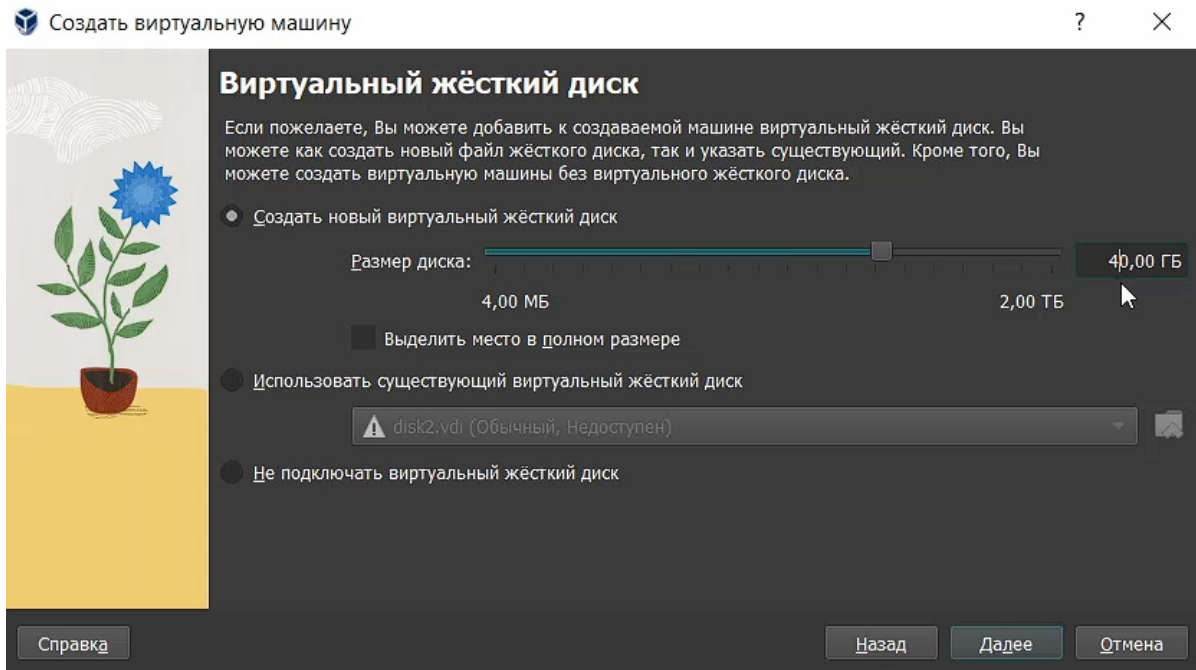 Создать виртуальную машину
?
Виртуальный жёсткий диск
Если пожелаете, Вы можете добавить к создаваемой машине виртуальный жёсткий диск. Вы
можете как создать новый файл жёсткого диска, так и указать существующий. Кроме того, Вы
можете создать виртуальную машины без виртуального жёсткого диска.
Создать новый виртуальный жёсткий диск
Размер диска:
40,00 ГБ
4,00 МБ 2,00 ТБ
Выделить место в полном размере
Использовать существующий виртуальный жёсткий диск
disk2.vdi (Обычный, Недоступен)
Не подключать виртуальный жёсткий диск
Справка Назад Далее Отмена